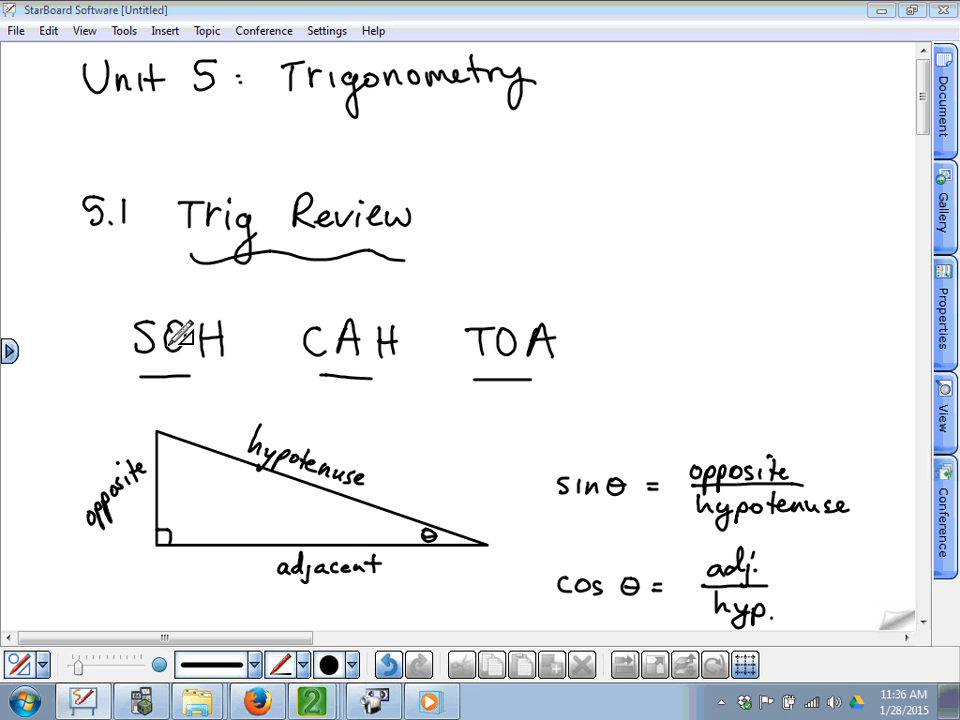 StarBoard Software [Untitled]
File Edit View Tools Insert Topic Conference Settings Help
Unit 5 : Trigonometry
5.1 Trig Review
SOH CAH TOA
hypotenuse
opposite
θ
adjacent
sin θ = opposite
hypotenuse
cos θ = adj.
hyp.
Document
Gallery
Properties
View
Conference
2
11:36 AM
1/28/2015